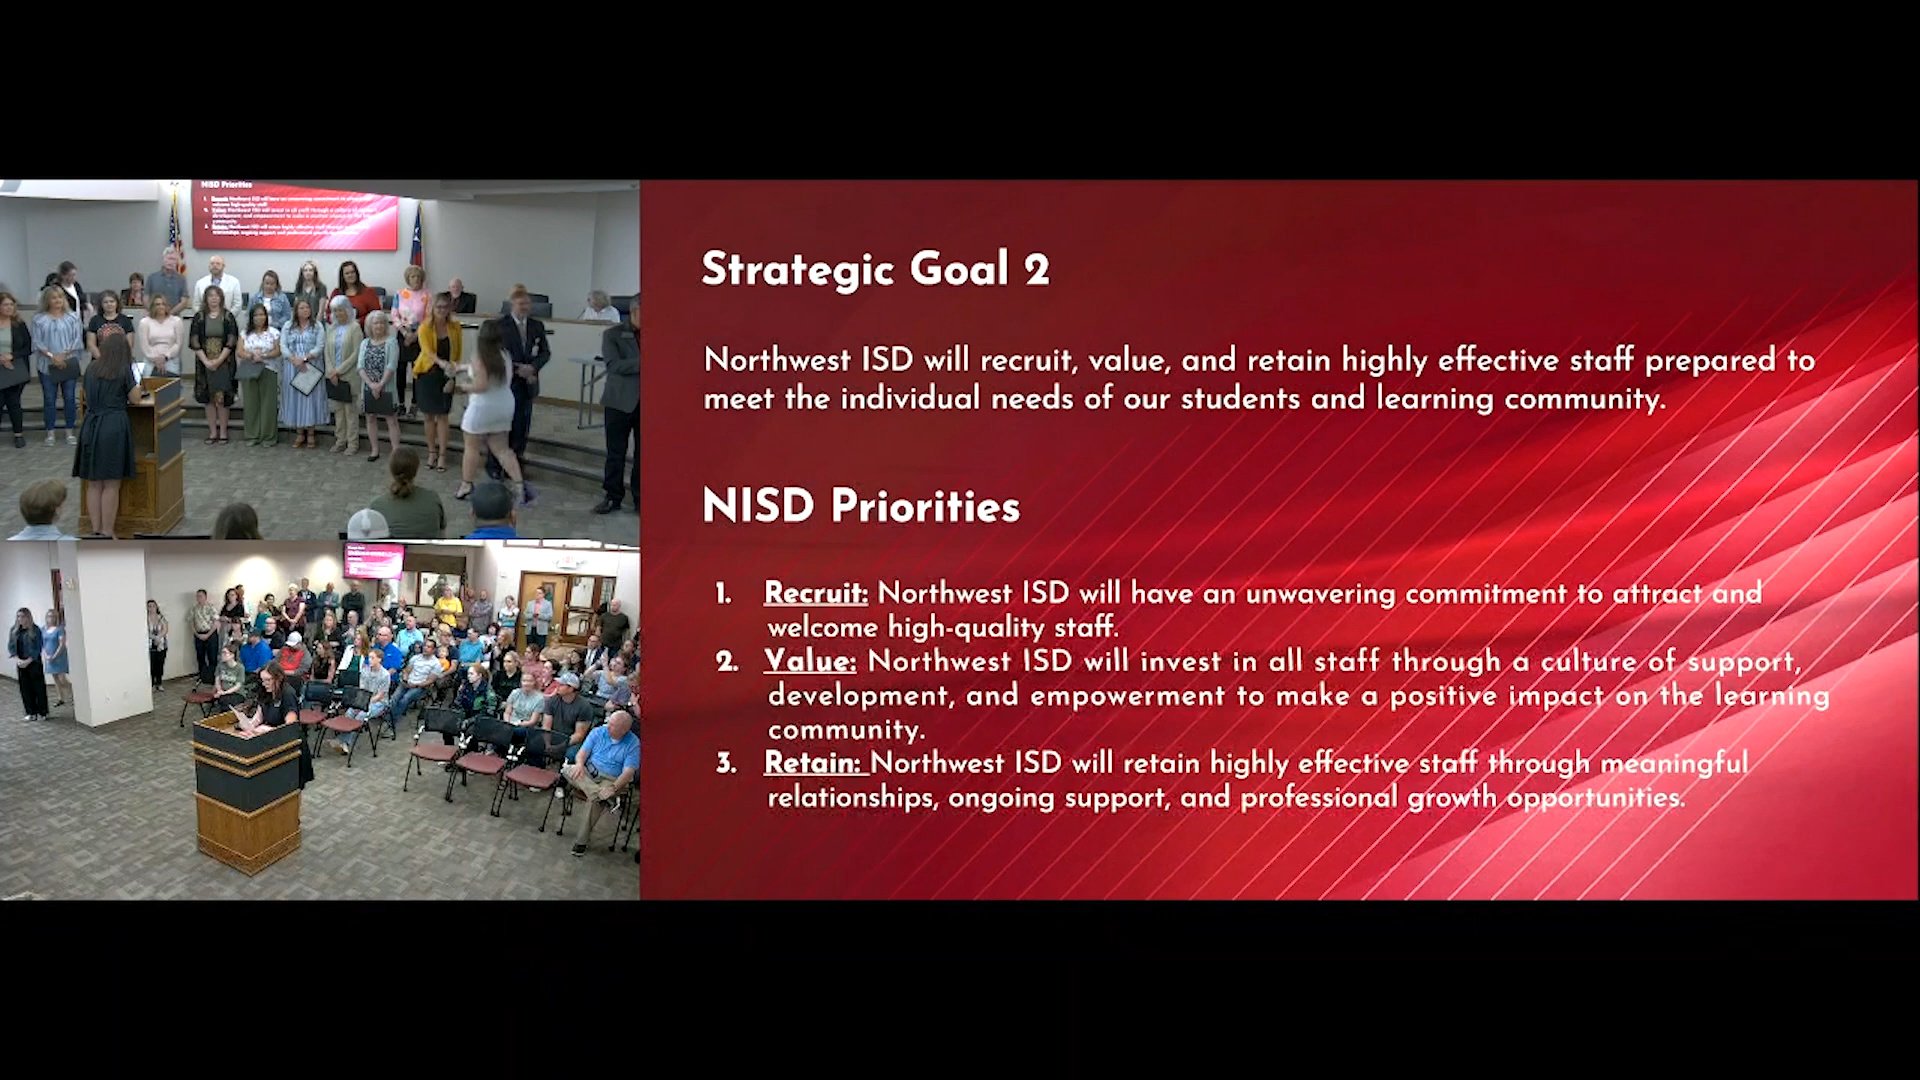 Strategic Goal 2
Northwest ISD will recruit, value, and retain highly effective staff prepared to
meet the individual needs of our students and learning community.
NISD Priorities
1. Recruit: Northwest ISD will have an unwavering commitment to attract and
welcome high-quality staff.
2. Value: Northwest ISD will invest in all staff through a culture of support,
development, and empowerment to make a positive impact on the learning
community.
3. Retain: Northwest ISD will retain highly effective staff through meaningful
relationships, ongoing support, and professional growth opportunities.
NISD Priorities